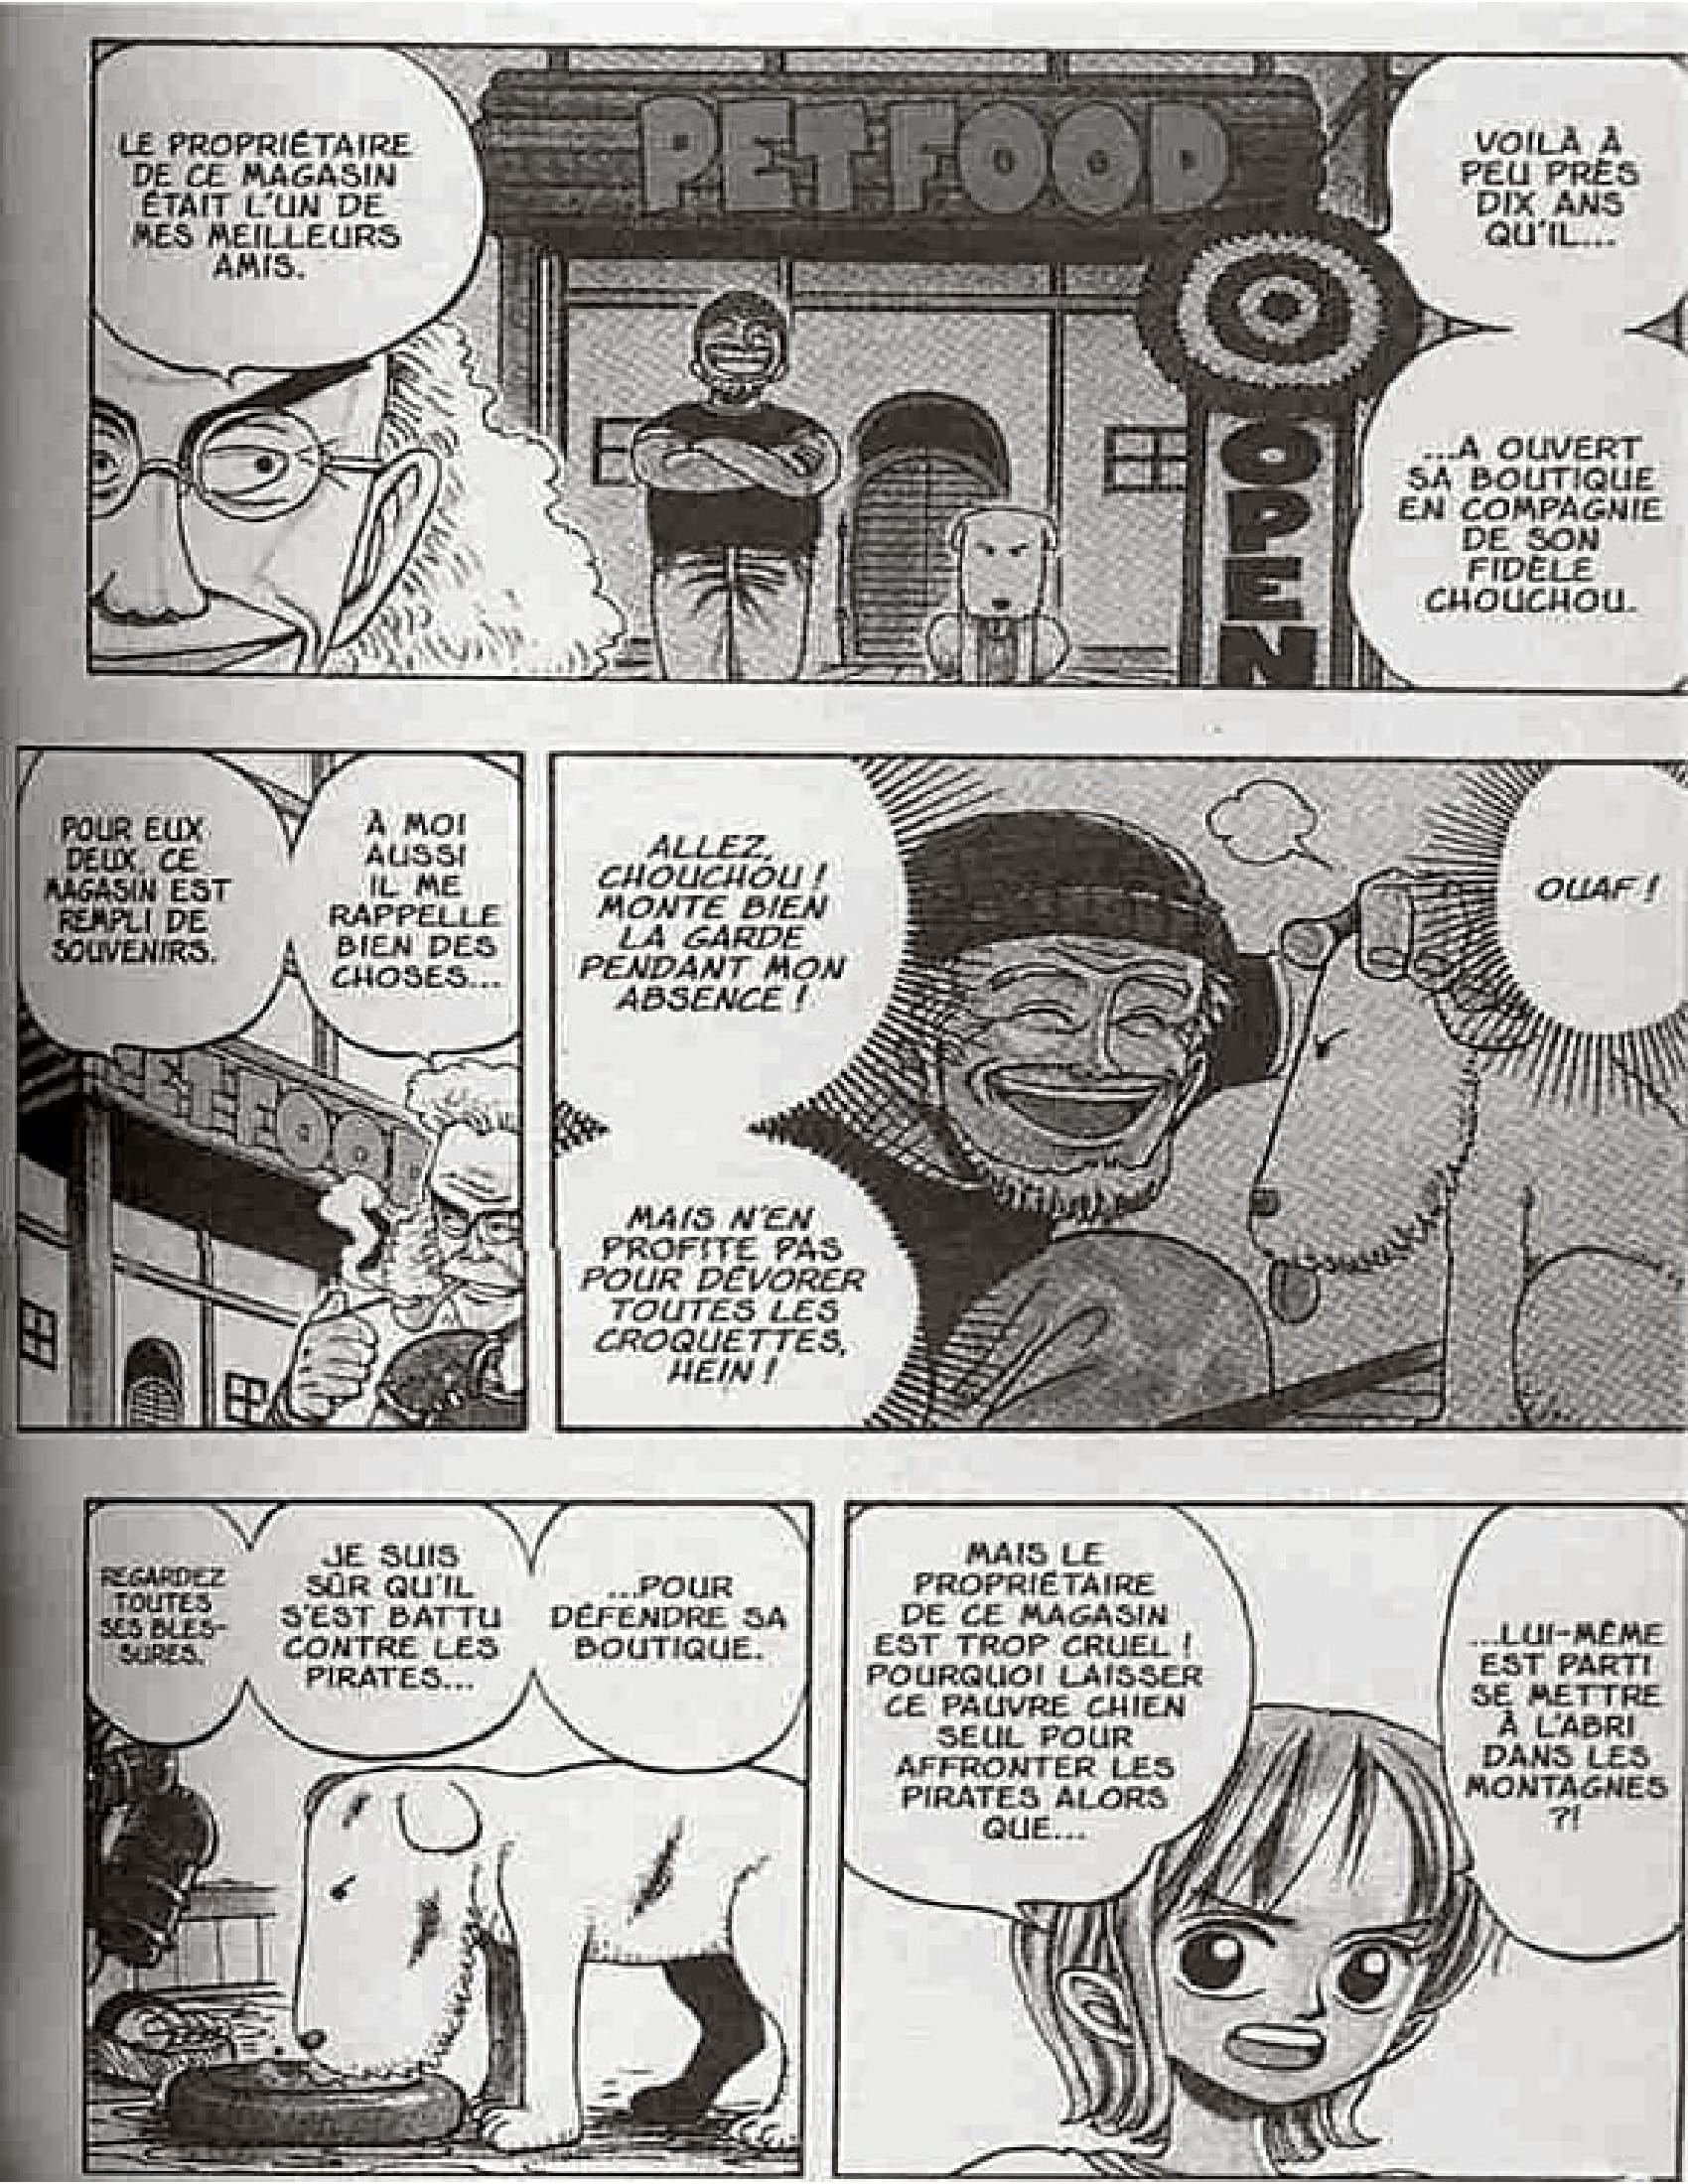 LE PROPRIÉTAIRE
DE CE MAGASIN
ÉTAIT L'UN DE
MES MEILLEURS
AMIS.
PET FOOD
VOILÀ À
PEU PRÈS
DIX ANS
QU'IL...
...A OUVERT
SA BOUTIQUE
EN COMPAGNIE
DE SON
FIDÈLE
CHOUCHOU.
OPEN
POUR EUX
DEUX, CE
MAGASIN EST
REMPLI DE
SOUVENIRS.
À MOI
AUSSI
IL ME
RAPPELLE
BIEN DES
CHOSES...
ALLEZ,
CHOUCHOU !
MONTE BIEN
LA GARDE
PENDANT MON
ABSENCE !
MAIS N'EN
PROFITE PAS
POUR DÉVORER
TOUTES LES
CROQUETTES,
HEIN !
OUAF !
REGARDEZ
TOUTES
SES BLES-
SURES.
JE SUIS
SÛR QU'IL
S'EST BATTU
CONTRE LES
PIRATES...
...POUR
DÉFENDRE SA
BOUTIQUE.
MAIS LE
PROPRIÉTAIRE
DE CE MAGASIN
EST TROP CRUEL !
POURQUOI LAISSER
CE PAUVRE CHIEN
SEUL POUR
AFFRONTER LES
PIRATES ALORS
QUE...
...LUI-MÊME
EST PARTI
SE METTRE
À L'ABRI
DANS LES
MONTAGNES
?!